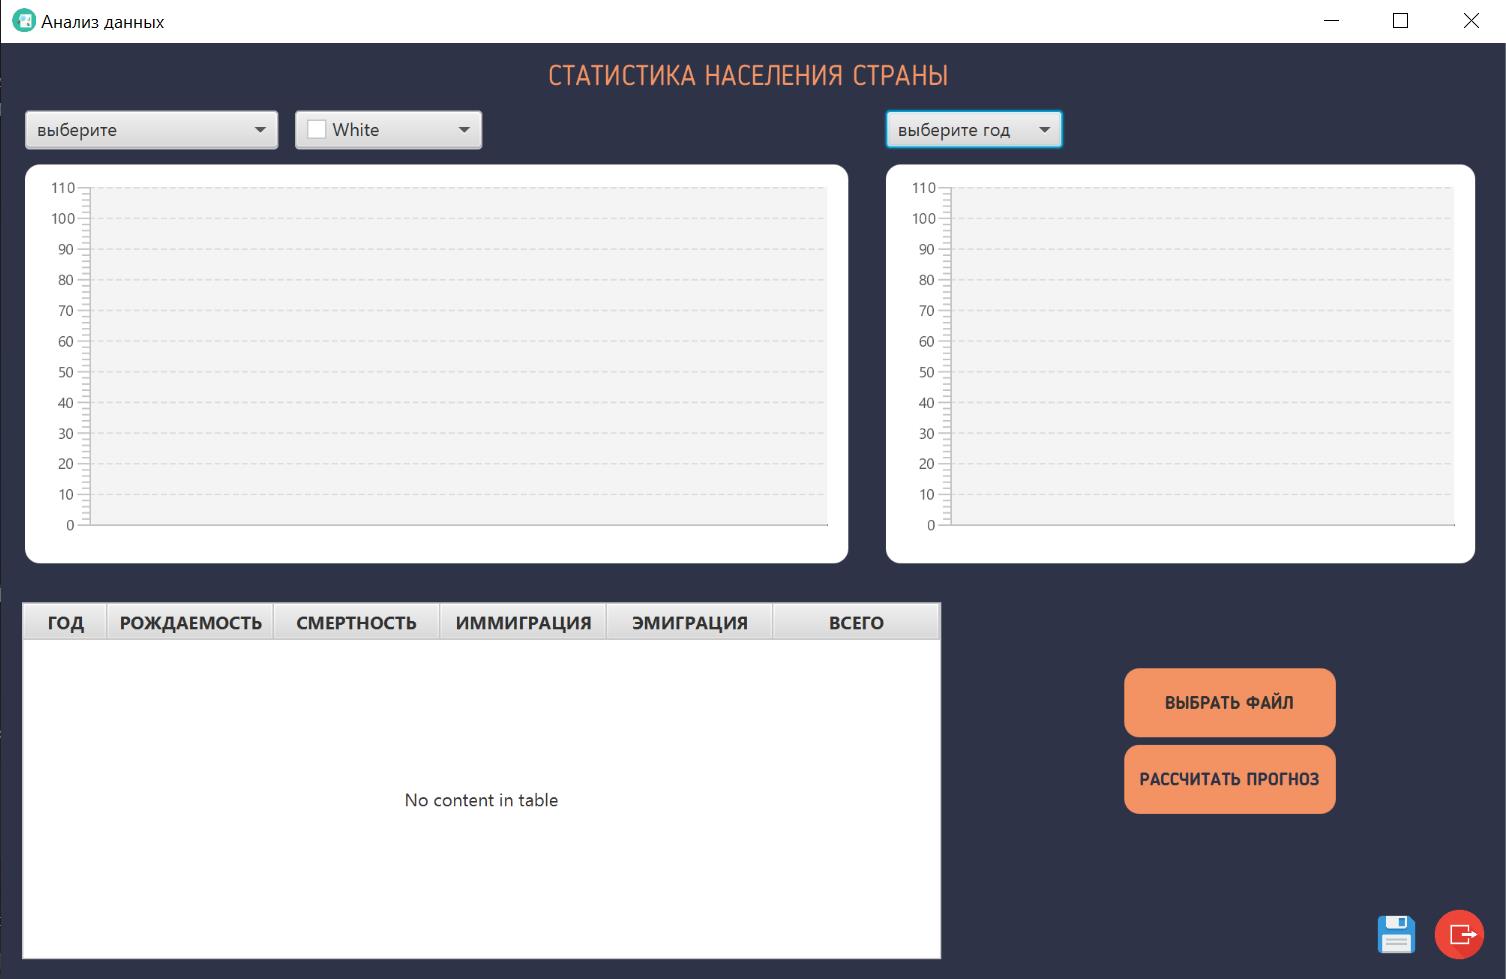 Анализ данных
СТАТИСТИКА НАСЕЛЕНИЯ СТРАНЫ
выберите
White
выберите год
110
100
90
80
70
60
50
40
30
20
10
0
110
100
90
80
70
60
50
40
30
20
10
0
ГОД РОЖДАЕМОСТЬ СМЕРТНОСТЬ ИММИГРАЦИЯ ЭМИГРАЦИЯ ВСЕГО
No content in table
ВЫБРАТЬ ФАЙЛ
РАССЧИТАТЬ ПРОГНОЗ